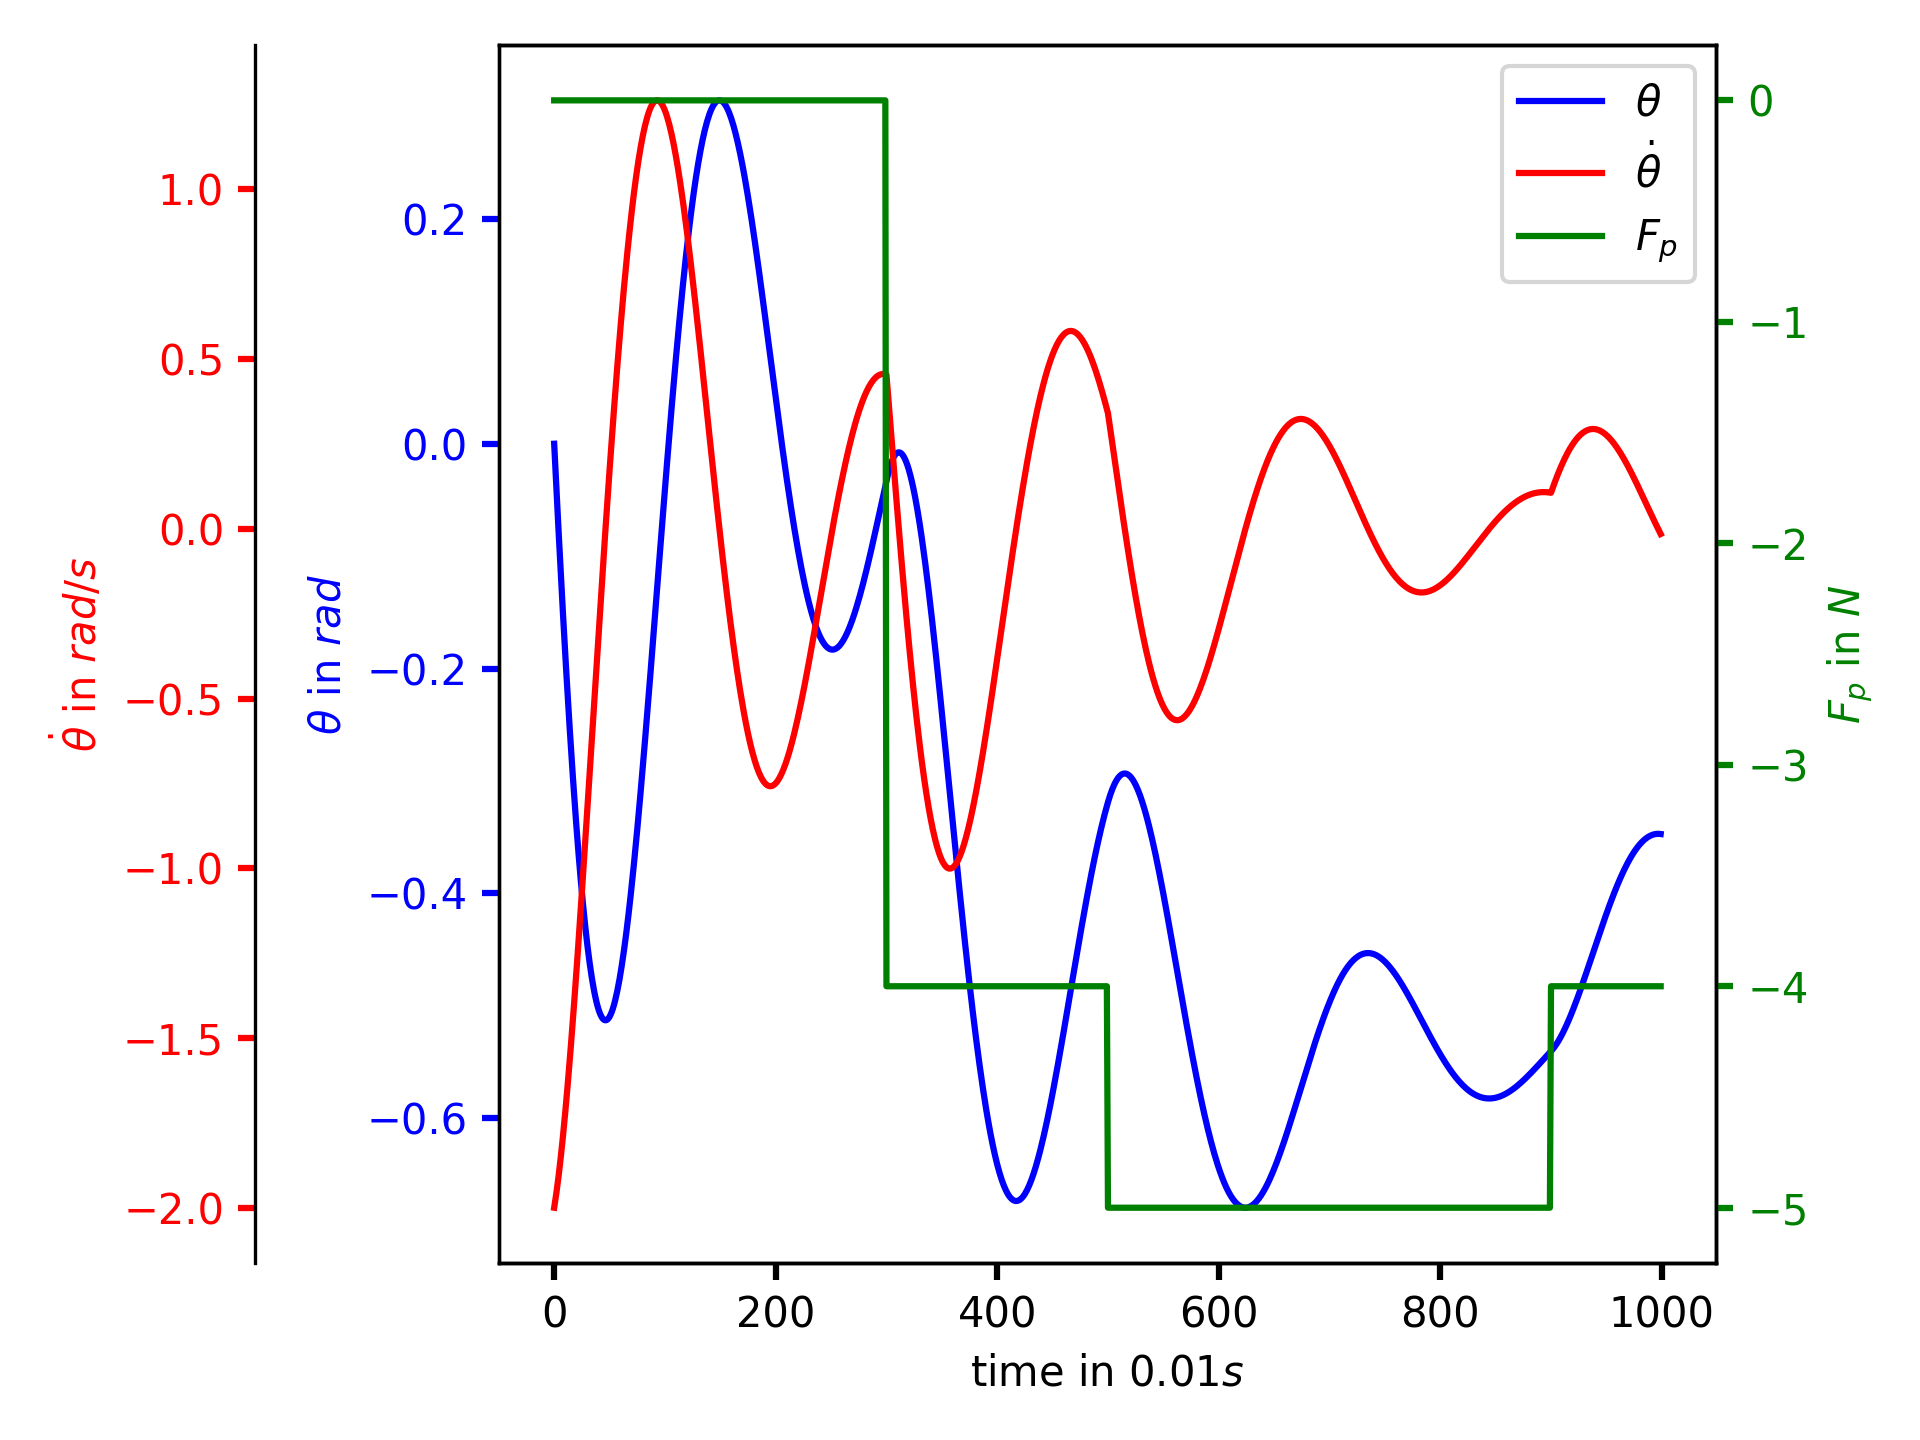 θ
θ̇
F_p
1.0
0.5
0.0
−0.5
−1.0
−1.5
−2.0
θ̇ in rad/s
0.2
0.0
−0.2
−0.4
−0.6
θ in rad
0
−1
−2
−3
−4
−5
F_p in N
0 200 400 600 800 1000
time in 0.01s